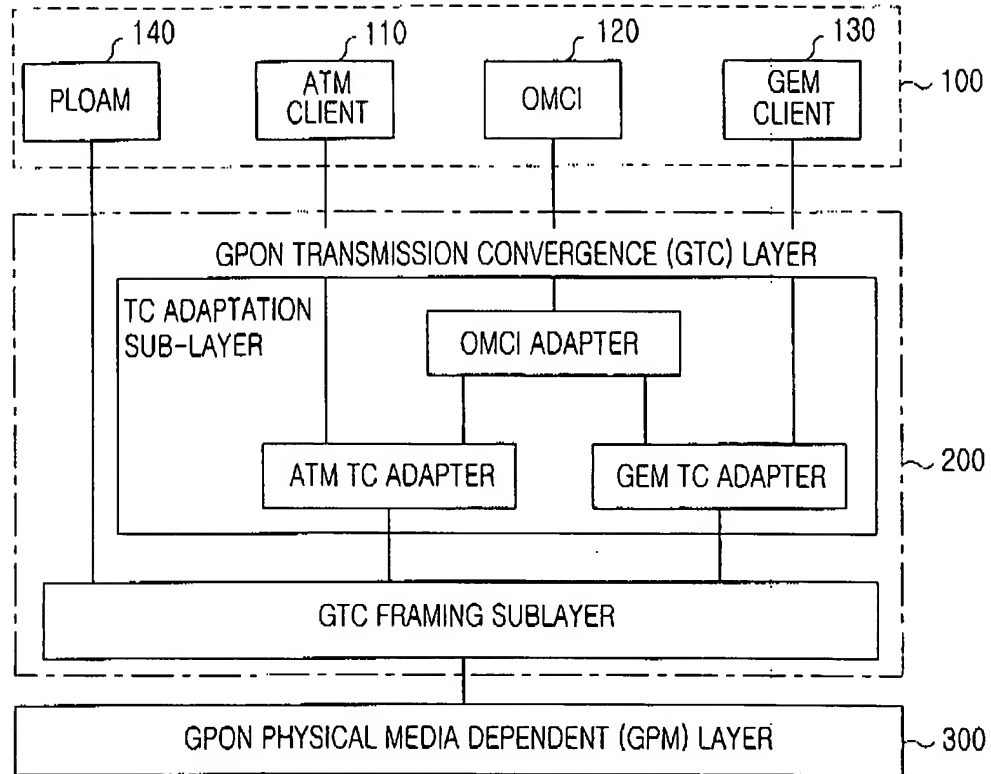 140
110
120
130
PLOAM
ATM
CLIENT
OMCI
GEM
CLIENT
100
GPON TRANSMISSION CONVERGENCE (GTC) LAYER
TC ADAPTATION
SUB-LAYER
OMCI ADAPTER
ATM TC ADAPTER
GEM TC ADAPTER
200
GTC FRAMING SUBLAYER
GPON PHYSICAL MEDIA DEPENDENT (GPM) LAYER
300